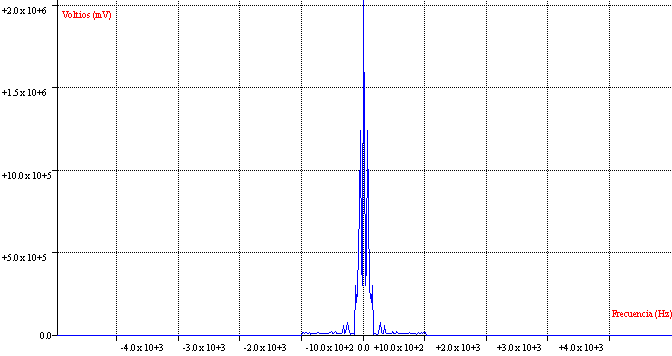 +2.0 x 10+6
Voltios (mV)
+1.5 x 10+6
+10.0 x 10+5
+5.0 x 10+5
Frecuencia (Hz)
0.0
-4.0 x 10+3 -3.0 x 10+3 -2.0 x 10+3 -10.0 x 10+2 0.0 +10.0 x 10+2 +2.0 x 10+3 +3.0 x 10+3 +4.0 x 10+3